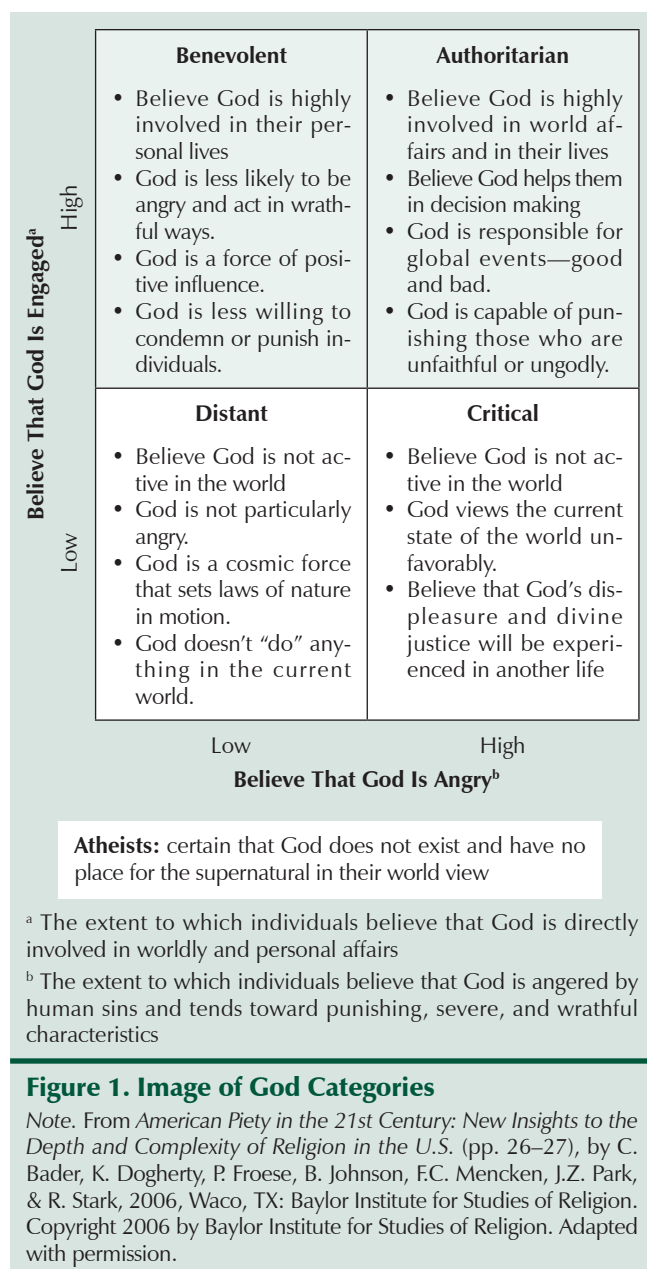 Benevolent
• Believe God is highly
involved in their per-
sonal lives
• God is less likely to be
angry and act in wrath-
ful ways.
• God is a force of posi-
tive influence.
• God is less willing to
condemn or punish in-
dividuals.
Authoritarian
• Believe God is highly
involved in world af-
fairs and in their lives
• Believe God helps them
in decision making
• God is responsible for
global events—good
and bad.
• God is capable of pun-
ishing those who are
unfaithful or ungodly.
Believe That God Is Engagedᵃ
High
Low
Distant
• Believe God is not ac-
tive in the world
• God is not particularly
angry.
• God is a cosmic force
that sets laws of nature
in motion.
• God doesn't “do” any-
thing in the current
world.
Critical
• Believe God is not ac-
tive in the world
• God views the current
state of the world un-
favorably.
• Believe that God's dis-
pleasure and divine
justice will be experi-
enced in another life
Low High
Believe That God Is Angryᵇ
Atheists: certain that God does not exist and have no
place for the supernatural in their world view
ᵃ The extent to which individuals believe that God is directly
involved in worldly and personal affairs
ᵇ The extent to which individuals believe that God is angered by
human sins and tends toward punishing, severe, and wrathful
characteristics
Figure 1. Image of God Categories
Note. From American Piety in the 21st Century: New Insights to the
Depth and Complexity of Religion in the U.S. (pp. 26–27), by C.
Bader, K. Dogherty, P. Froese, B. Johnson, F.C. Mencken, J.Z. Park,
& R. Stark, 2006, Waco, TX: Baylor Institute for Studies of Religion.
Copyright 2006 by Baylor Institute for Studies of Religion. Adapted
with permission.